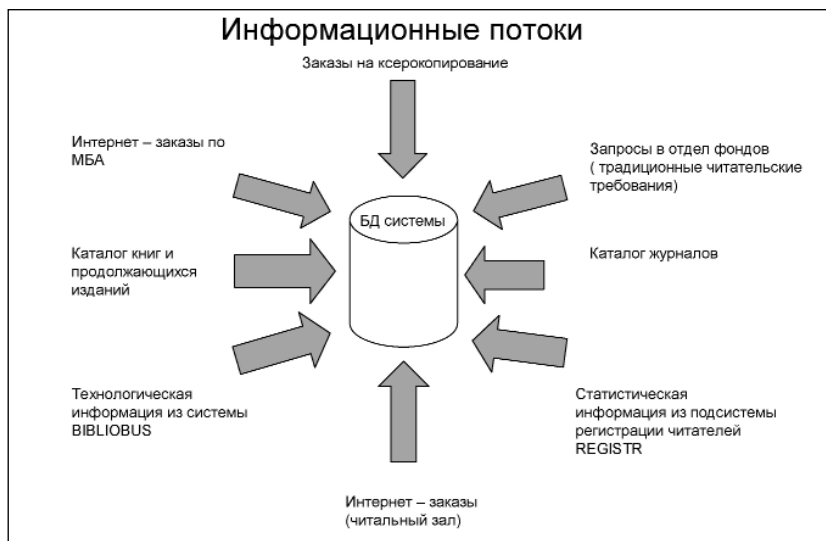 Информационные потоки
Заказы на ксерокопирование
Интернет – заказы по
МБА
Запросы в отдел фондов
( традиционные читательские
требования)
БД системы
Каталог книг и
продолжающихся
изданий
Каталог журналов
Технологическая
информация из системы
BIBLIOBUS
Статистическая
информация из подсистемы
регистрации читателей
REGISTR
Интернет – заказы
(читальный зал)